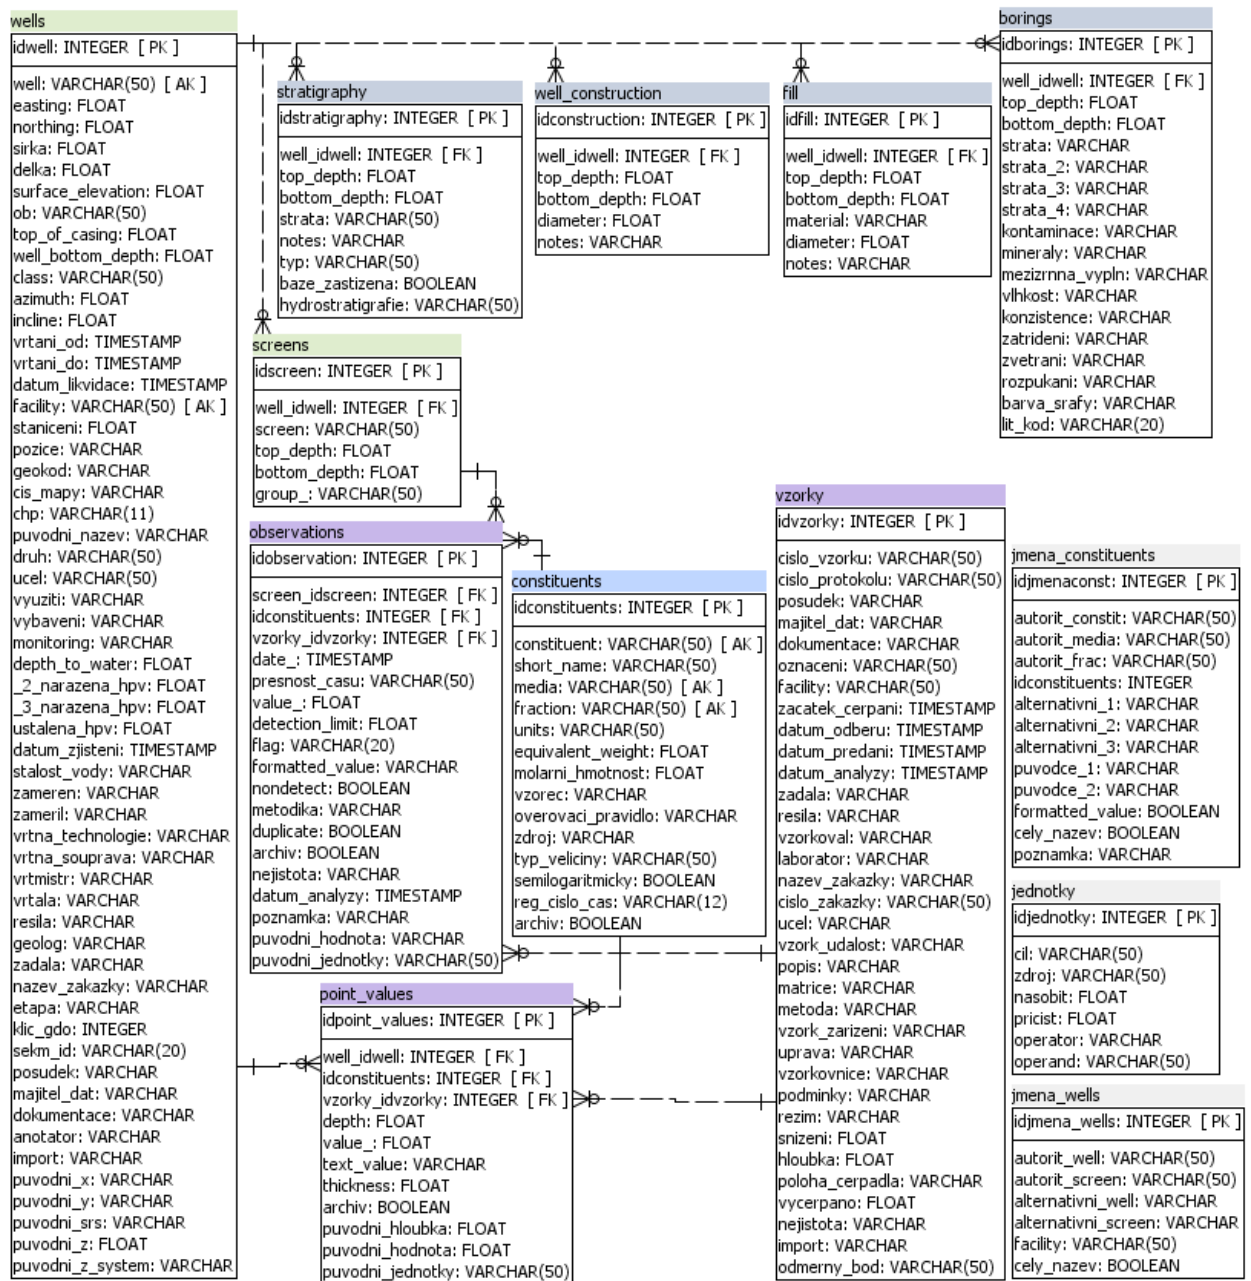 wells
idwell: INTEGER [ PK ]
well: VARCHAR(50) [ AK ]
easting: FLOAT
northing: FLOAT
sirka: FLOAT
delka: FLOAT
surface_elevation: FLOAT
ob: VARCHAR(50)
top_of_casing: FLOAT
well_bottom_depth: FLOAT
class: VARCHAR(50)
azimuth: FLOAT
incline: FLOAT
vrtani_od: TIMESTAMP
vrtani_do: TIMESTAMP
datum_likvidace: TIMESTAMP
facility: VARCHAR(50) [ AK ]
staniceni: FLOAT
pozice: VARCHAR
geokod: VARCHAR
cis_mapy: VARCHAR
chp: VARCHAR(11)
puvodni_nazev: VARCHAR
druh: VARCHAR(50)
ucel: VARCHAR(50)
vyuziti: VARCHAR
vybaveni: VARCHAR
monitoring: VARCHAR
depth_to_water: FLOAT
_2_narazena_hpv: FLOAT
_3_narazena_hpv: FLOAT
ustalena_hpv: FLOAT
datum_zjisteni: TIMESTAMP
stalost_vody: VARCHAR
zameren: VARCHAR
zameril: VARCHAR
vrtna_technologie: VARCHAR
vrtna_souprava: VARCHAR
vrtmistr: VARCHAR
vrtala: VARCHAR
resila: VARCHAR
geolog: VARCHAR
zadala: VARCHAR
nazev_zakazky: VARCHAR
etapa: VARCHAR
klic_gdo: INTEGER
sekm_id: VARCHAR(20)
posudek: VARCHAR
majitel_dat: VARCHAR
dokumentace: VARCHAR
anotator: VARCHAR
import: VARCHAR
puvodni_x: VARCHAR
puvodni_y: VARCHAR
puvodni_srs: VARCHAR
puvodni_z: FLOAT
puvodni_z_system: VARCHAR
stratigraphy
idstratigraphy: INTEGER [ PK ]
well_idwell: INTEGER [ FK ]
top_depth: FLOAT
bottom_depth: FLOAT
strata: VARCHAR(50)
notes: VARCHAR
typ: VARCHAR(50)
baze_zastizena: BOOLEAN
hydrostratigrafie: VARCHAR(50)
well_construction
idconstruction: INTEGER [ PK ]
well_idwell: INTEGER [ FK ]
top_depth: FLOAT
bottom_depth: FLOAT
diameter: FLOAT
notes: VARCHAR
fill
idfill: INTEGER [ PK ]
well_idwell: INTEGER [ FK ]
top_depth: FLOAT
bottom_depth: FLOAT
material: VARCHAR
diameter: FLOAT
notes: VARCHAR
borings
idborings: INTEGER [ PK ]
well_idwell: INTEGER [ FK ]
top_depth: FLOAT
bottom_depth: FLOAT
strata: VARCHAR
strata_2: VARCHAR
strata_3: VARCHAR
strata_4: VARCHAR
kontaminace: VARCHAR
mineraly: VARCHAR
mezizrnna_vypln: VARCHAR
vlhkost: VARCHAR
konzistence: VARCHAR
zatrideni: VARCHAR
zvetrani: VARCHAR
rozpukani: VARCHAR
barva_srafy: VARCHAR
lit_kod: VARCHAR(20)
screens
idscreen: INTEGER [ PK ]
well_idwell: INTEGER [ FK ]
screen: VARCHAR(50)
top_depth: FLOAT
bottom_depth: FLOAT
group_: VARCHAR(50)
observations
idobservation: INTEGER [ PK ]
screen_idscreen: INTEGER [ FK ]
idconstituents: INTEGER [ FK ]
vzorky_idvzorky: INTEGER [ FK ]
date_: TIMESTAMP
presnost_casu: VARCHAR(50)
value_: FLOAT
detection_limit: FLOAT
flag: VARCHAR(20)
formatted_value: VARCHAR
nondetect: BOOLEAN
metodika: VARCHAR
duplicate: BOOLEAN
archiv: BOOLEAN
nejistota: VARCHAR
datum_analyzy: TIMESTAMP
poznamka: VARCHAR
puvodni_hodnota: VARCHAR
puvodni_jednotky: VARCHAR(50)
constituents
idconstituents: INTEGER [ PK ]
constituent: VARCHAR(50) [ AK ]
short_name: VARCHAR(50)
media: VARCHAR(50) [ AK ]
fraction: VARCHAR(50) [ AK ]
units: VARCHAR(50)
equivalent_weight: FLOAT
molarni_hmotnost: FLOAT
vzorec: VARCHAR
overovaci_pravidlo: VARCHAR
zdroj: VARCHAR
typ_veliciny: VARCHAR(50)
semilogaritmicky: BOOLEAN
reg_cislo_cas: VARCHAR(12)
archiv: BOOLEAN
point_values
idpoint_values: INTEGER [ PK ]
well_idwell: INTEGER [ FK ]
idconstituents: INTEGER [ FK ]
vzorky_idvzorky: INTEGER [ FK ]
depth: FLOAT
value_: FLOAT
text_value: VARCHAR
thickness: FLOAT
archiv: BOOLEAN
puvodni_hloubka: FLOAT
puvodni_hodnota: FLOAT
puvodni_jednotky: VARCHAR(50)
vzorky
idvzorky: INTEGER [ PK ]
cislo_vzorku: VARCHAR(50)
cislo_protokolu: VARCHAR(50)
posudek: VARCHAR
majitel_dat: VARCHAR
dokumentace: VARCHAR
oznaceni: VARCHAR(50)
facility: VARCHAR(50)
zacatek_cerpani: TIMESTAMP
datum_odberu: TIMESTAMP
datum_predani: TIMESTAMP
datum_analyzy: TIMESTAMP
zadala: VARCHAR
resila: VARCHAR
vzorkoval: VARCHAR
laborator: VARCHAR
nazev_zakazky: VARCHAR
cislo_zakazky: VARCHAR(50)
ucel: VARCHAR
vzork_udalost: VARCHAR
popis: VARCHAR
matrice: VARCHAR
metoda: VARCHAR
vzork_zarizeni: VARCHAR
uprava: VARCHAR
vzorkovnice: VARCHAR
podminky: VARCHAR
rezim: VARCHAR
snizeni: FLOAT
hloubka: FLOAT
poloha_cerpadla: VARCHAR
vycerpano: FLOAT
nejistota: VARCHAR
import: VARCHAR
odmerny_bod: VARCHAR(50)
jmena_constituents
idjmenaconst: INTEGER [ PK ]
autorit_constit: VARCHAR(50)
autorit_media: VARCHAR(50)
autorit_frac: VARCHAR(50)
idconstituents: INTEGER
alternativni_1: VARCHAR
alternativni_2: VARCHAR
alternativni_3: VARCHAR
puvodce_1: VARCHAR
puvodce_2: VARCHAR
formatted_value: BOOLEAN
cely_nazev: BOOLEAN
poznamka: VARCHAR
jednotky
idjednotky: INTEGER [ PK ]
cil: VARCHAR(50)
zdroj: VARCHAR(50)
nasobit: FLOAT
pricist: FLOAT
operator: VARCHAR
operand: VARCHAR(50)
jmena_wells
idjmena_wells: INTEGER [ PK ]
autorit_well: VARCHAR(50)
autorit_screen: VARCHAR(50)
alternativni_well: VARCHAR
alternativni_screen: VARCHAR
facility: VARCHAR(50)
cely_nazev: BOOLEAN